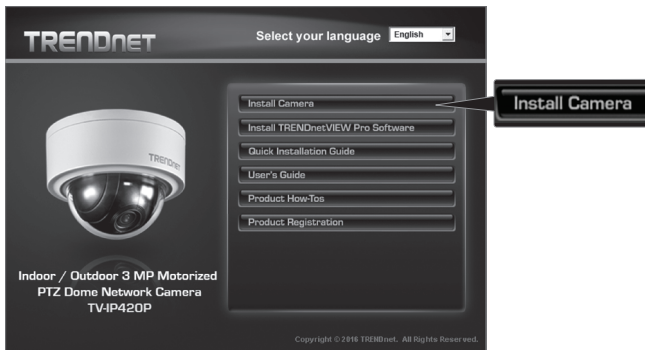 TRENDnet
Select your language English
Install Camera
Install Camera
Install TRENDnetVIEW Pro Software
Quick Installation Guide
User's Guide
Product How-Tos
Product Registration
TRENDnet
Indoor / Outdoor 3 MP Motorized
PTZ Dome Network Camera
TV-IP420P
Copyright © 2016 TRENDnet. All Rights Reserved.